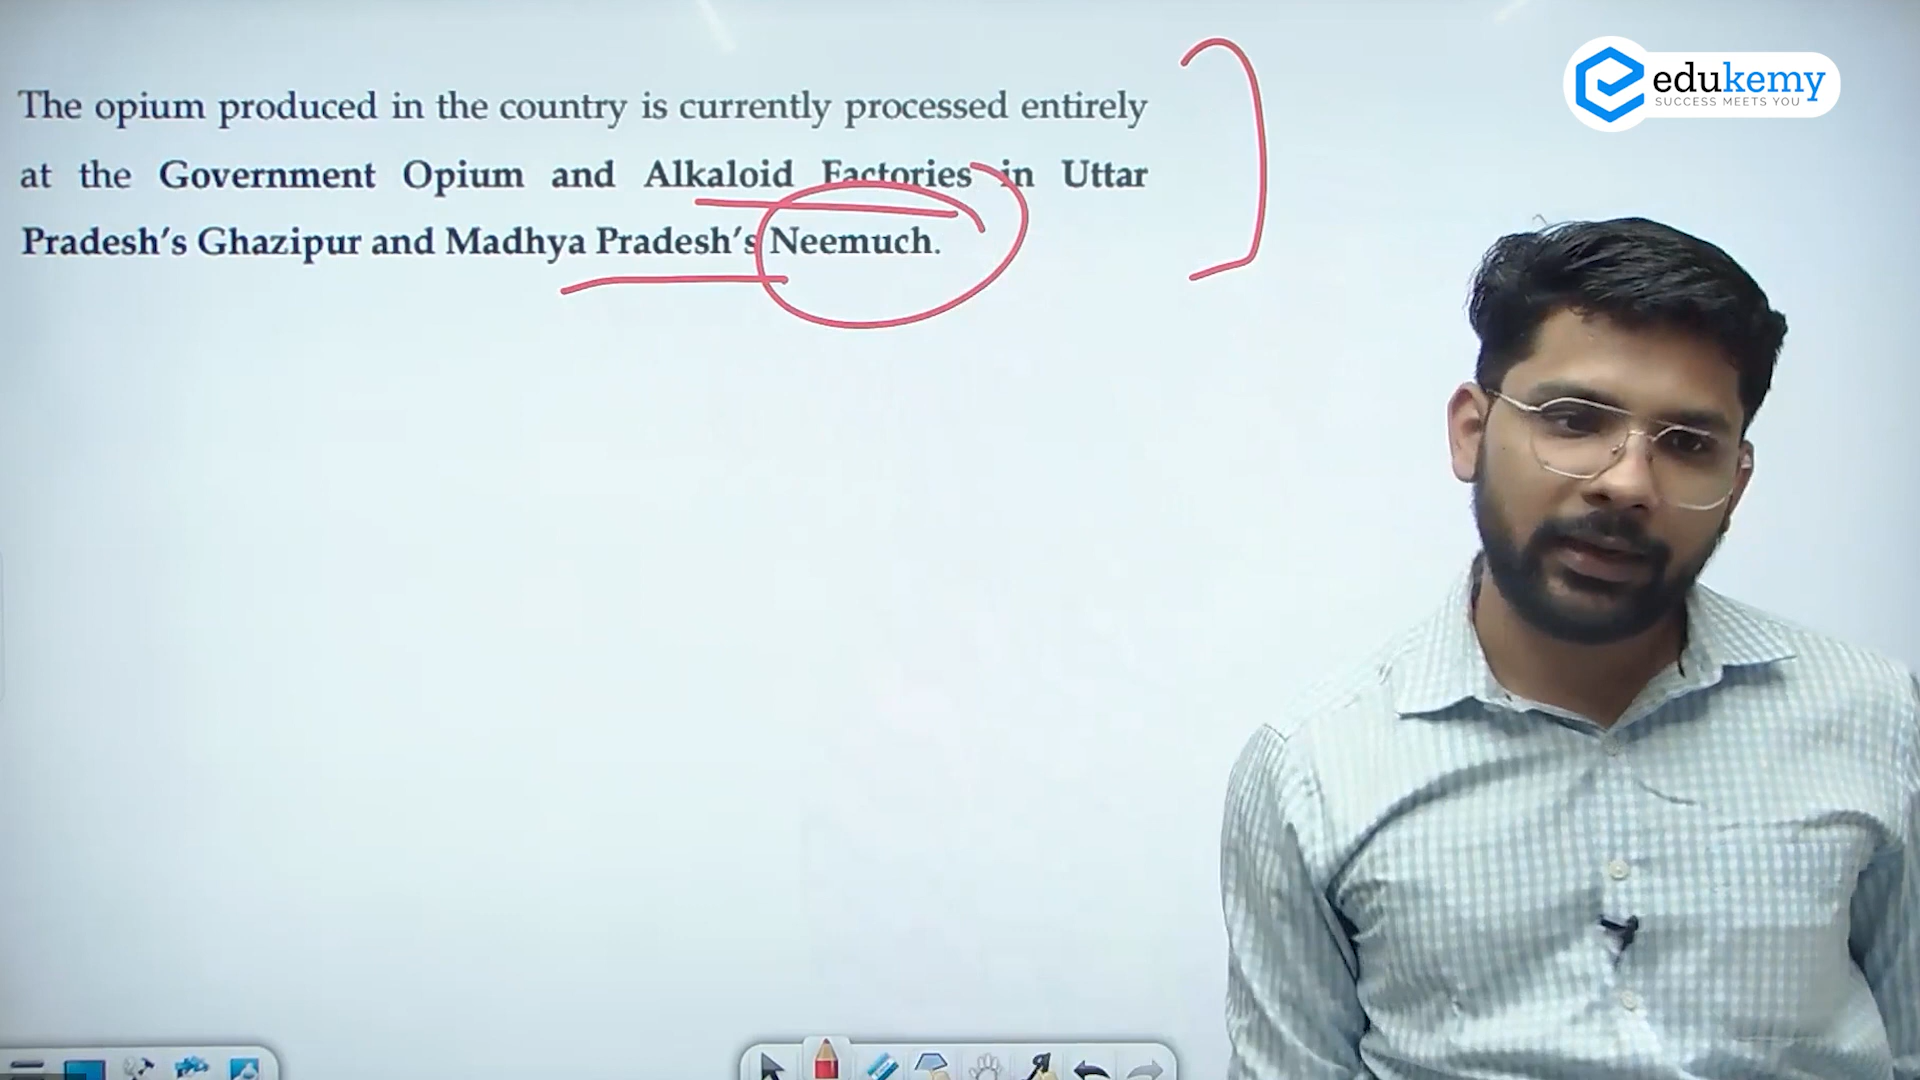 The opium produced in the country is currently processed entirely
at the Government Opium and Alkaloid Factories in Uttar
Pradesh’s Ghazipur and Madhya Pradesh’s Neemuch.
edukemy
SUCCESS MEETS YOU